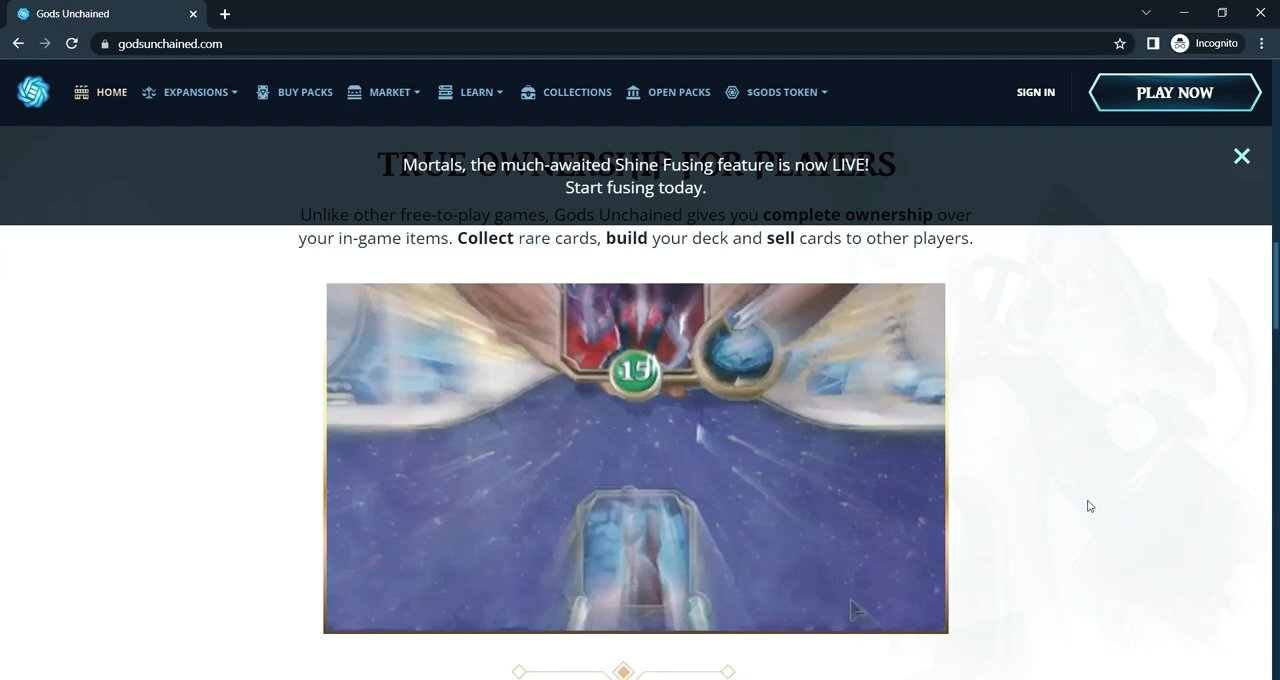 Gods Unchained
godsunchained.com
Incognito
HOME
EXPANSIONS
BUY PACKS
MARKET
LEARN
COLLECTIONS
OPEN PACKS
$GODS TOKEN
SIGN IN
PLAY NOW
TRUE OWNERSHIP FOR PLAYERS
Mortals, the much-awaited Shine Fusing feature is now LIVE!
Start fusing today.
Unlike other free-to-play games, Gods Unchained gives you complete ownership over
your in-game items. Collect rare cards, build your deck and sell cards to other players.
15